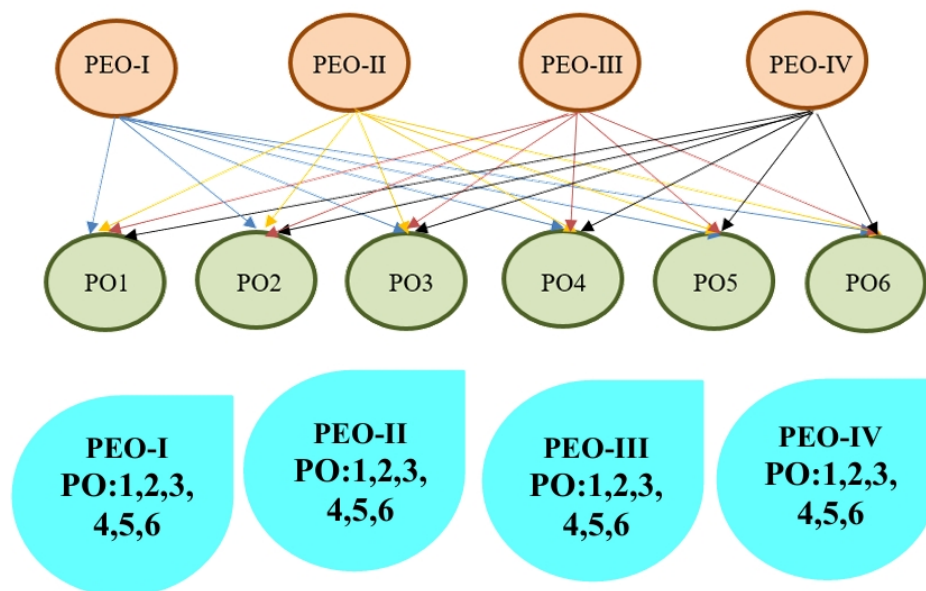 PEO-I
PEO-II
PEO-III
PEO-IV
PO1
PO2
PO3
PO4
PO5
PO6
PEO-I
PO:1,2,3,
4,5,6
PEO-II
PO:1,2,3,
4,5,6
PEO-III
PO:1,2,3,
4,5,6
PEO-IV
PO:1,2,3,
4,5,6